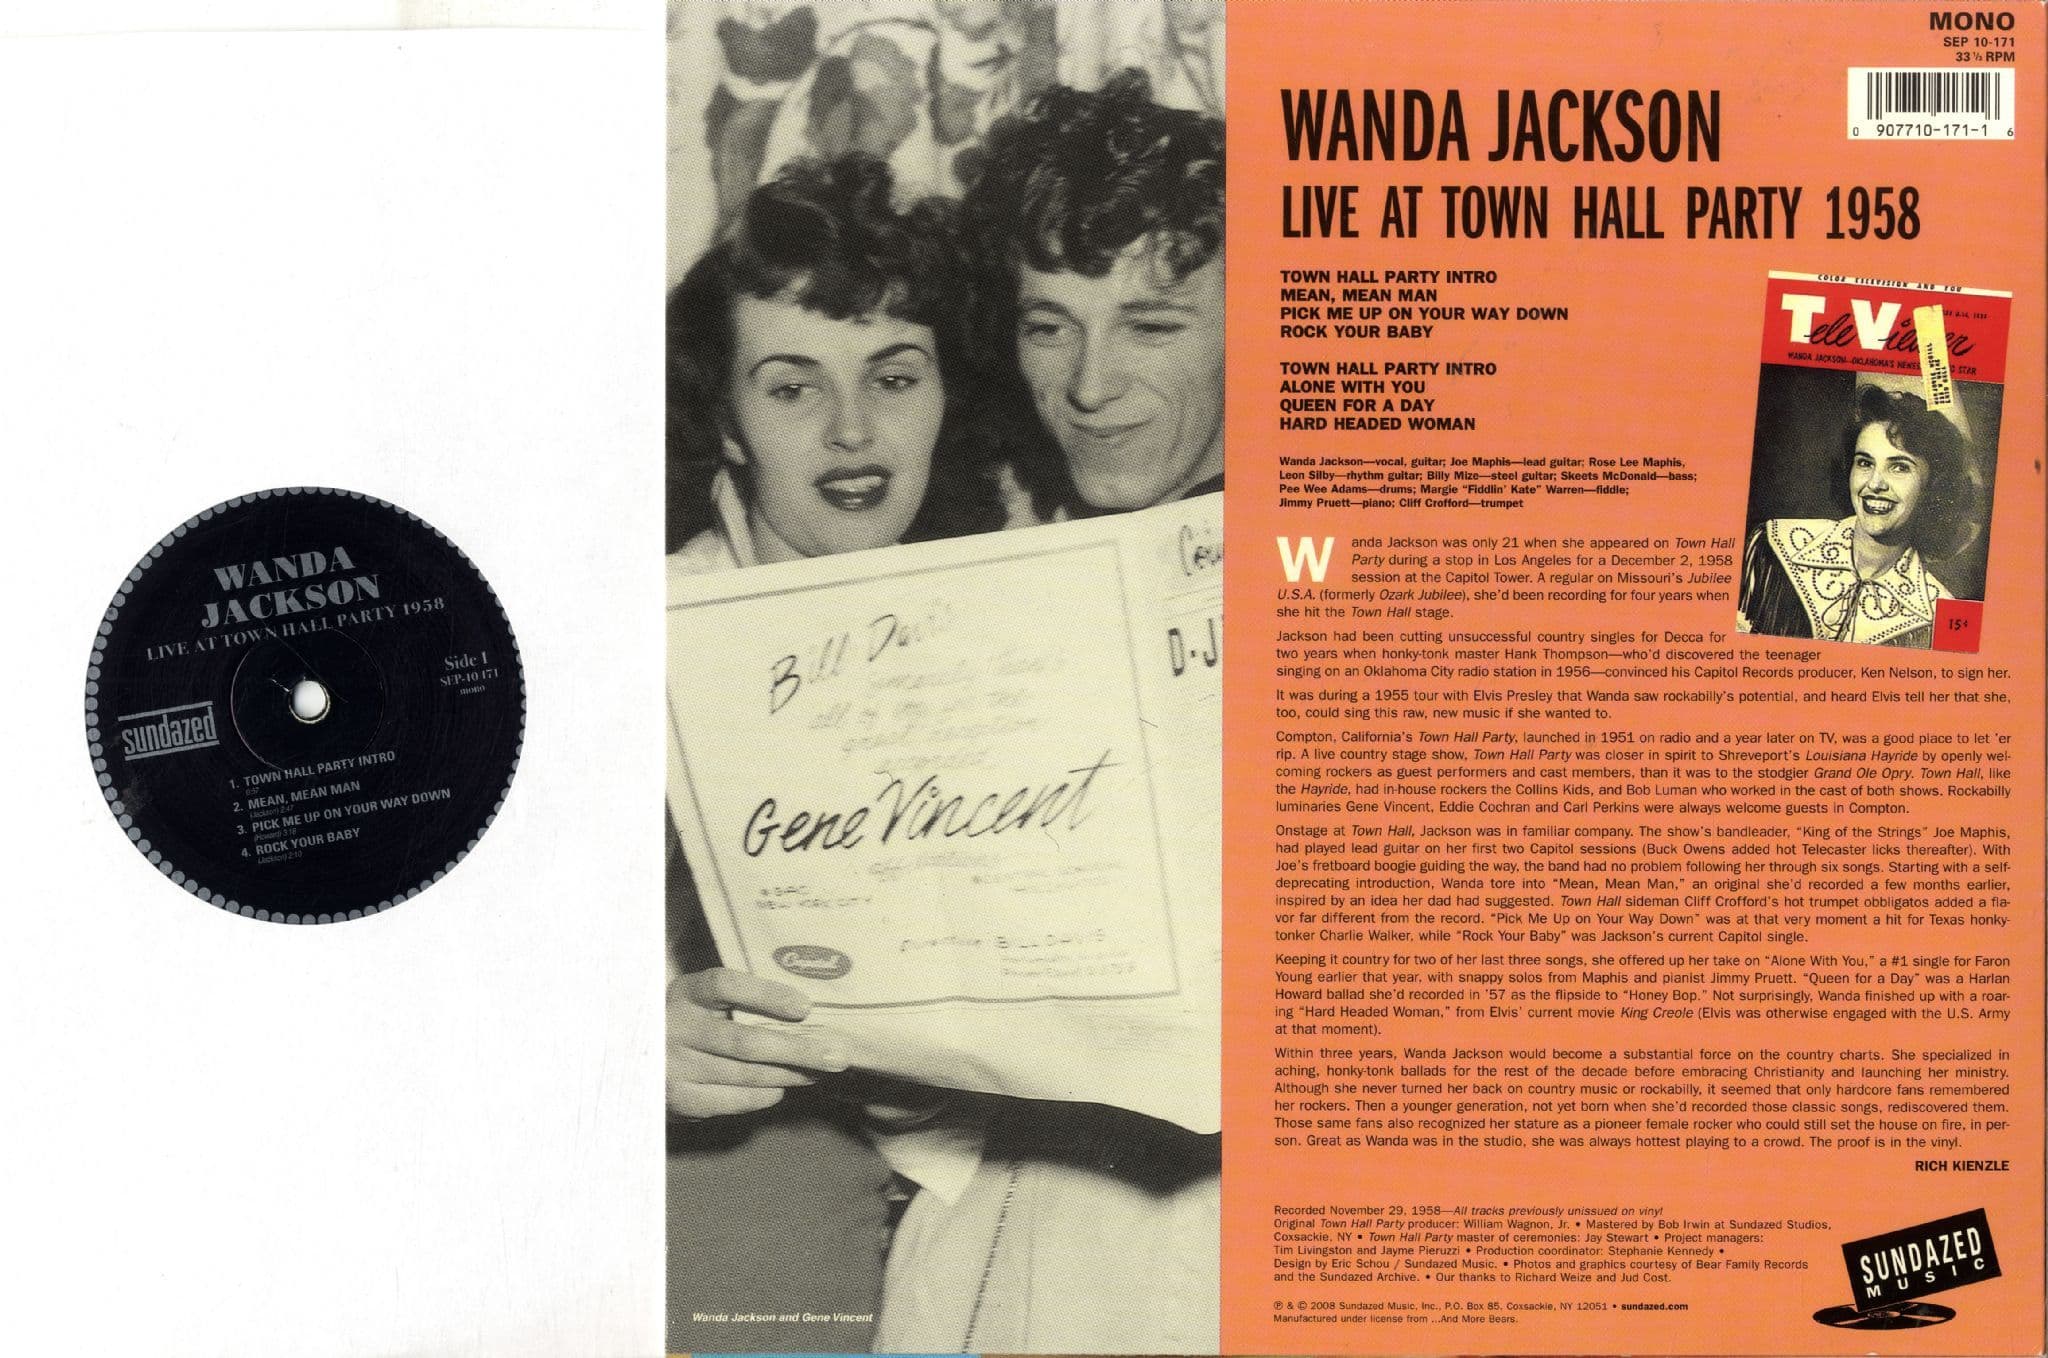 WANDA
JACKSON
LIVE AT TOWN HALL PARTY 1958
Side 1
SEP-10 171
mono
sundazed
1. TOWN HALL PARTY INTRO
0:57
2. MEAN, MEAN MAN
(Jackson) 2:47
3. PICK ME UP ON YOUR WAY DOWN
(Howard) 3:18
4. ROCK YOUR BABY
(Jackson) 2:10
Bill Davis
Gene Vincent
NEW YORK CITY
BILL DAVIS
D-J
Wanda Jackson and Gene Vincent
MONO
SEP 10-171
33 ⅓ RPM
0 907710-171-1 6
WANDA JACKSON
LIVE AT TOWN HALL PARTY 1958
TOWN HALL PARTY INTRO
MEAN, MEAN MAN
PICK ME UP ON YOUR WAY DOWN
ROCK YOUR BABY
TOWN HALL PARTY INTRO
ALONE WITH YOU
QUEEN FOR A DAY
HARD HEADED WOMAN
COLOR TELEVISION AND YOU
TeleViewer
WANDA JACKSON—OKLAHOMA'S NEWEST STAR
15¢
Wanda Jackson—vocal, guitar; Joe Maphis—lead guitar; Rose Lee Maphis,
Leon Silby—rhythm guitar; Billy Mize—steel guitar; Skeets McDonald—bass;
Pee Wee Adams—drums; Margie "Fiddlin' Kate" Warren—fiddle;
Jimmy Pruett—piano; Cliff Crofford—trumpet
Wanda Jackson was only 21 when she appeared on Town Hall
Party during a stop in Los Angeles for a December 2, 1958
session at the Capitol Tower. A regular on Missouri's Jubilee
U.S.A. (formerly Ozark Jubilee), she'd been recording for four years when
she hit the Town Hall stage.
Jackson had been cutting unsuccessful country singles for Decca for
two years when honky-tonk master Hank Thompson—who'd discovered the teenager
singing on an Oklahoma City radio station in 1956—convinced his Capitol Records producer, Ken Nelson, to sign her.
It was during a 1955 tour with Elvis Presley that Wanda saw rockabilly's potential, and heard Elvis tell her that she,
too, could sing this raw, new music if she wanted to.
Compton, California's Town Hall Party, launched in 1951 on radio and a year later on TV, was a good place to let 'er
rip. A live country stage show, Town Hall Party was closer in spirit to Shreveport's Louisiana Hayride by openly wel-
coming rockers as guest performers and cast members, than it was to the stodgier Grand Ole Opry. Town Hall, like
the Hayride, had in-house rockers the Collins Kids, and Bob Luman who worked in the cast of both shows. Rockabilly
luminaries Gene Vincent, Eddie Cochran and Carl Perkins were always welcome guests in Compton.
Onstage at Town Hall, Jackson was in familiar company. The show's bandleader, "King of the Strings" Joe Maphis,
had played lead guitar on her first two Capitol sessions (Buck Owens added hot Telecaster licks thereafter). With
Joe's fretboard boogie guiding the way, the band had no problem following her through six songs. Starting with a self-
deprecating introduction, Wanda tore into "Mean, Mean Man," an original she'd recorded a few months earlier,
inspired by an idea her dad had suggested. Town Hall sideman Cliff Crofford's hot trumpet obbligatos added a fla-
vor far different from the record. "Pick Me Up on Your Way Down" was at that very moment a hit for Texas honky-
tonker Charlie Walker, while "Rock Your Baby" was Jackson's current Capitol single.
Keeping it country for two of her last three songs, she offered up her take on "Alone With You," a #1 single for Faron
Young earlier that year, with snappy solos from Maphis and pianist Jimmy Pruett. "Queen for a Day" was a Harlan
Howard ballad she'd recorded in '57 as the flipside to "Honey Bop." Not surprisingly, Wanda finished up with a roar-
ing "Hard Headed Woman," from Elvis' current movie King Creole (Elvis was otherwise engaged with the U.S. Army
at that moment).
Within three years, Wanda Jackson would become a substantial force on the country charts. She specialized in
aching, honky-tonk ballads for the rest of the decade before embracing Christianity and launching her ministry.
Although she never turned her back on country music or rockabilly, it seemed that only hardcore fans remembered
her rockers. Then a younger generation, not yet born when she'd recorded those classic songs, rediscovered them.
Those same fans also recognized her stature as a pioneer female rocker who could still set the house on fire, in per-
son. Great as Wanda was in the studio, she was always hottest playing to a crowd. The proof is in the vinyl.
RICH KIENZLE
Recorded November 29, 1958—All tracks previously unissued on vinyl
Original Town Hall Party producer: William Wagnon, Jr. • Mastered by Bob Irwin at Sundazed Studios,
Coxsackie, NY • Town Hall Party master of ceremonies: Jay Stewart • Project managers:
Tim Livingston and Jayme Pieruzzi • Production coordinator: Stephanie Kennedy •
Design by Eric Schou / Sundazed Music. • Photos and graphics courtesy of Bear Family Records
and the Sundazed Archive. • Our thanks to Richard Weize and Jud Cost.
℗ & © 2008 Sundazed Music, Inc., P.O. Box 85, Coxsackie, NY 12051 • sundazed.com
Manufactured under license from ...And More Bears.
SUNDAZED
MUSIC